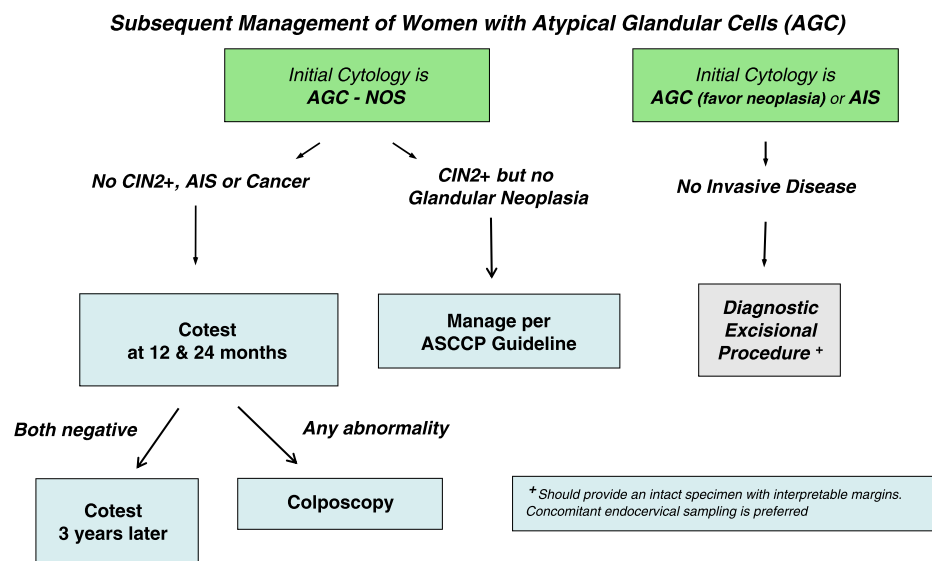 Subsequent Management of Women with Atypical Glandular Cells (AGC)
Initial Cytology is
AGC - NOS
Initial Cytology is
AGC (favor neoplasia) or AIS
No CIN2+, AIS or Cancer
CIN2+ but no
Glandular Neoplasia
No Invasive Disease
Cotest
at 12 & 24 months
Manage per
ASCCP Guideline
Diagnostic
Excisional
Procedure +
Both negative
Any abnormality
Cotest
3 years later
Colposcopy
+ Should provide an intact specimen with interpretable margins.
Concomitant endocervical sampling is preferred